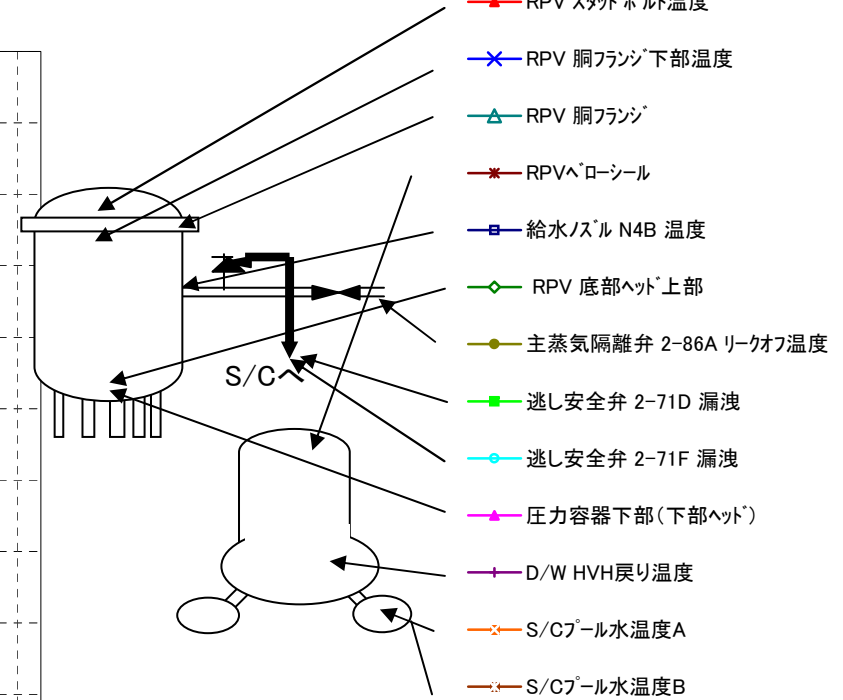 RPV ｽﾀｯﾄﾞﾎﾞﾙﾄ温度
RPV 胴ﾌﾗﾝｼﾞ下部温度
RPV 胴ﾌﾗﾝｼﾞ
RPVﾍﾞﾛｰｼｰﾙ
給水ﾉｽﾞﾙ N4B 温度
RPV 底部ﾍｯﾄﾞ上部
主蒸気隔離弁 2-86A ﾘｰｸｵﾌ温度
S/Cへ
逃し安全弁 2-71D 漏洩
逃し安全弁 2-71F 漏洩
圧力容器下部（下部ﾍｯﾄﾞ）
D/W HVH戻り温度
S/Cﾌﾟｰﾙ水温度A
S/Cﾌﾟｰﾙ水温度B